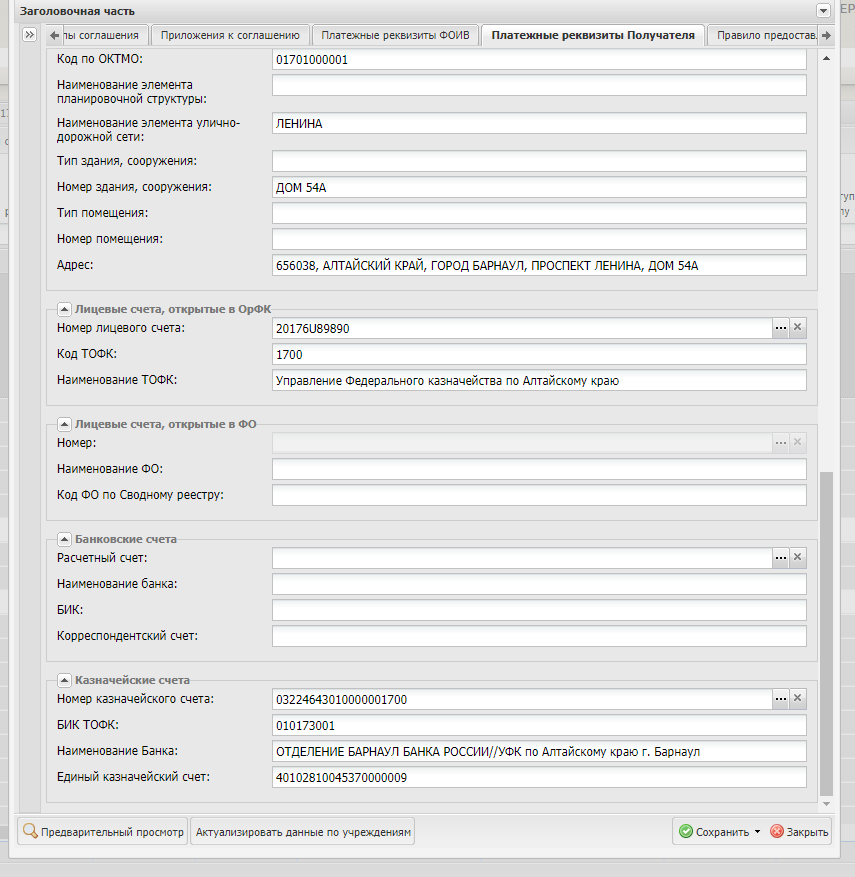 Заголовочная часть
лы соглашения
Приложения к соглашению
Платежные реквизиты ФОИВ
Платежные реквизиты Получателя
Правило предостав.
Код по ОКТМО:
01701000001
Наименование элемента
планировочной структуры:
Наименование элемента улично-
дорожной сети:
ЛЕНИНА
Тип здания, сооружения:
Номер здания, сооружения:
ДОМ 54А
Тип помещения:
Номер помещения:
Адрес:
656038, АЛТАЙСКИЙ КРАЙ, ГОРОД БАРНАУЛ, ПРОСПЕКТ ЛЕНИНА, ДОМ 54А
Лицевые счета, открытые в ОрФК
Номер лицевого счета:
20176U89890
Код ТОФК:
1700
Наименование ТОФК:
Управление Федерального казначейства по Алтайскому краю
Лицевые счета, открытые в ФО
Номер:
Наименование ФО:
Код ФО по Сводному реестру:
Банковские счета
Расчетный счет:
Наименование банка:
БИК:
Корреспондентский счет:
Казначейские счета
Номер казначейского счета:
03224643010000001700
БИК ТОФК:
010173001
Наименование Банка:
ОТДЕЛЕНИЕ БАРНАУЛ БАНКА РОССИИ//УФК по Алтайскому краю г. Барнаул
Единый казначейский счет:
40102810045370000009
Предварительный просмотр
Актуализировать данные по учреждениям
Сохранить
Закрыть